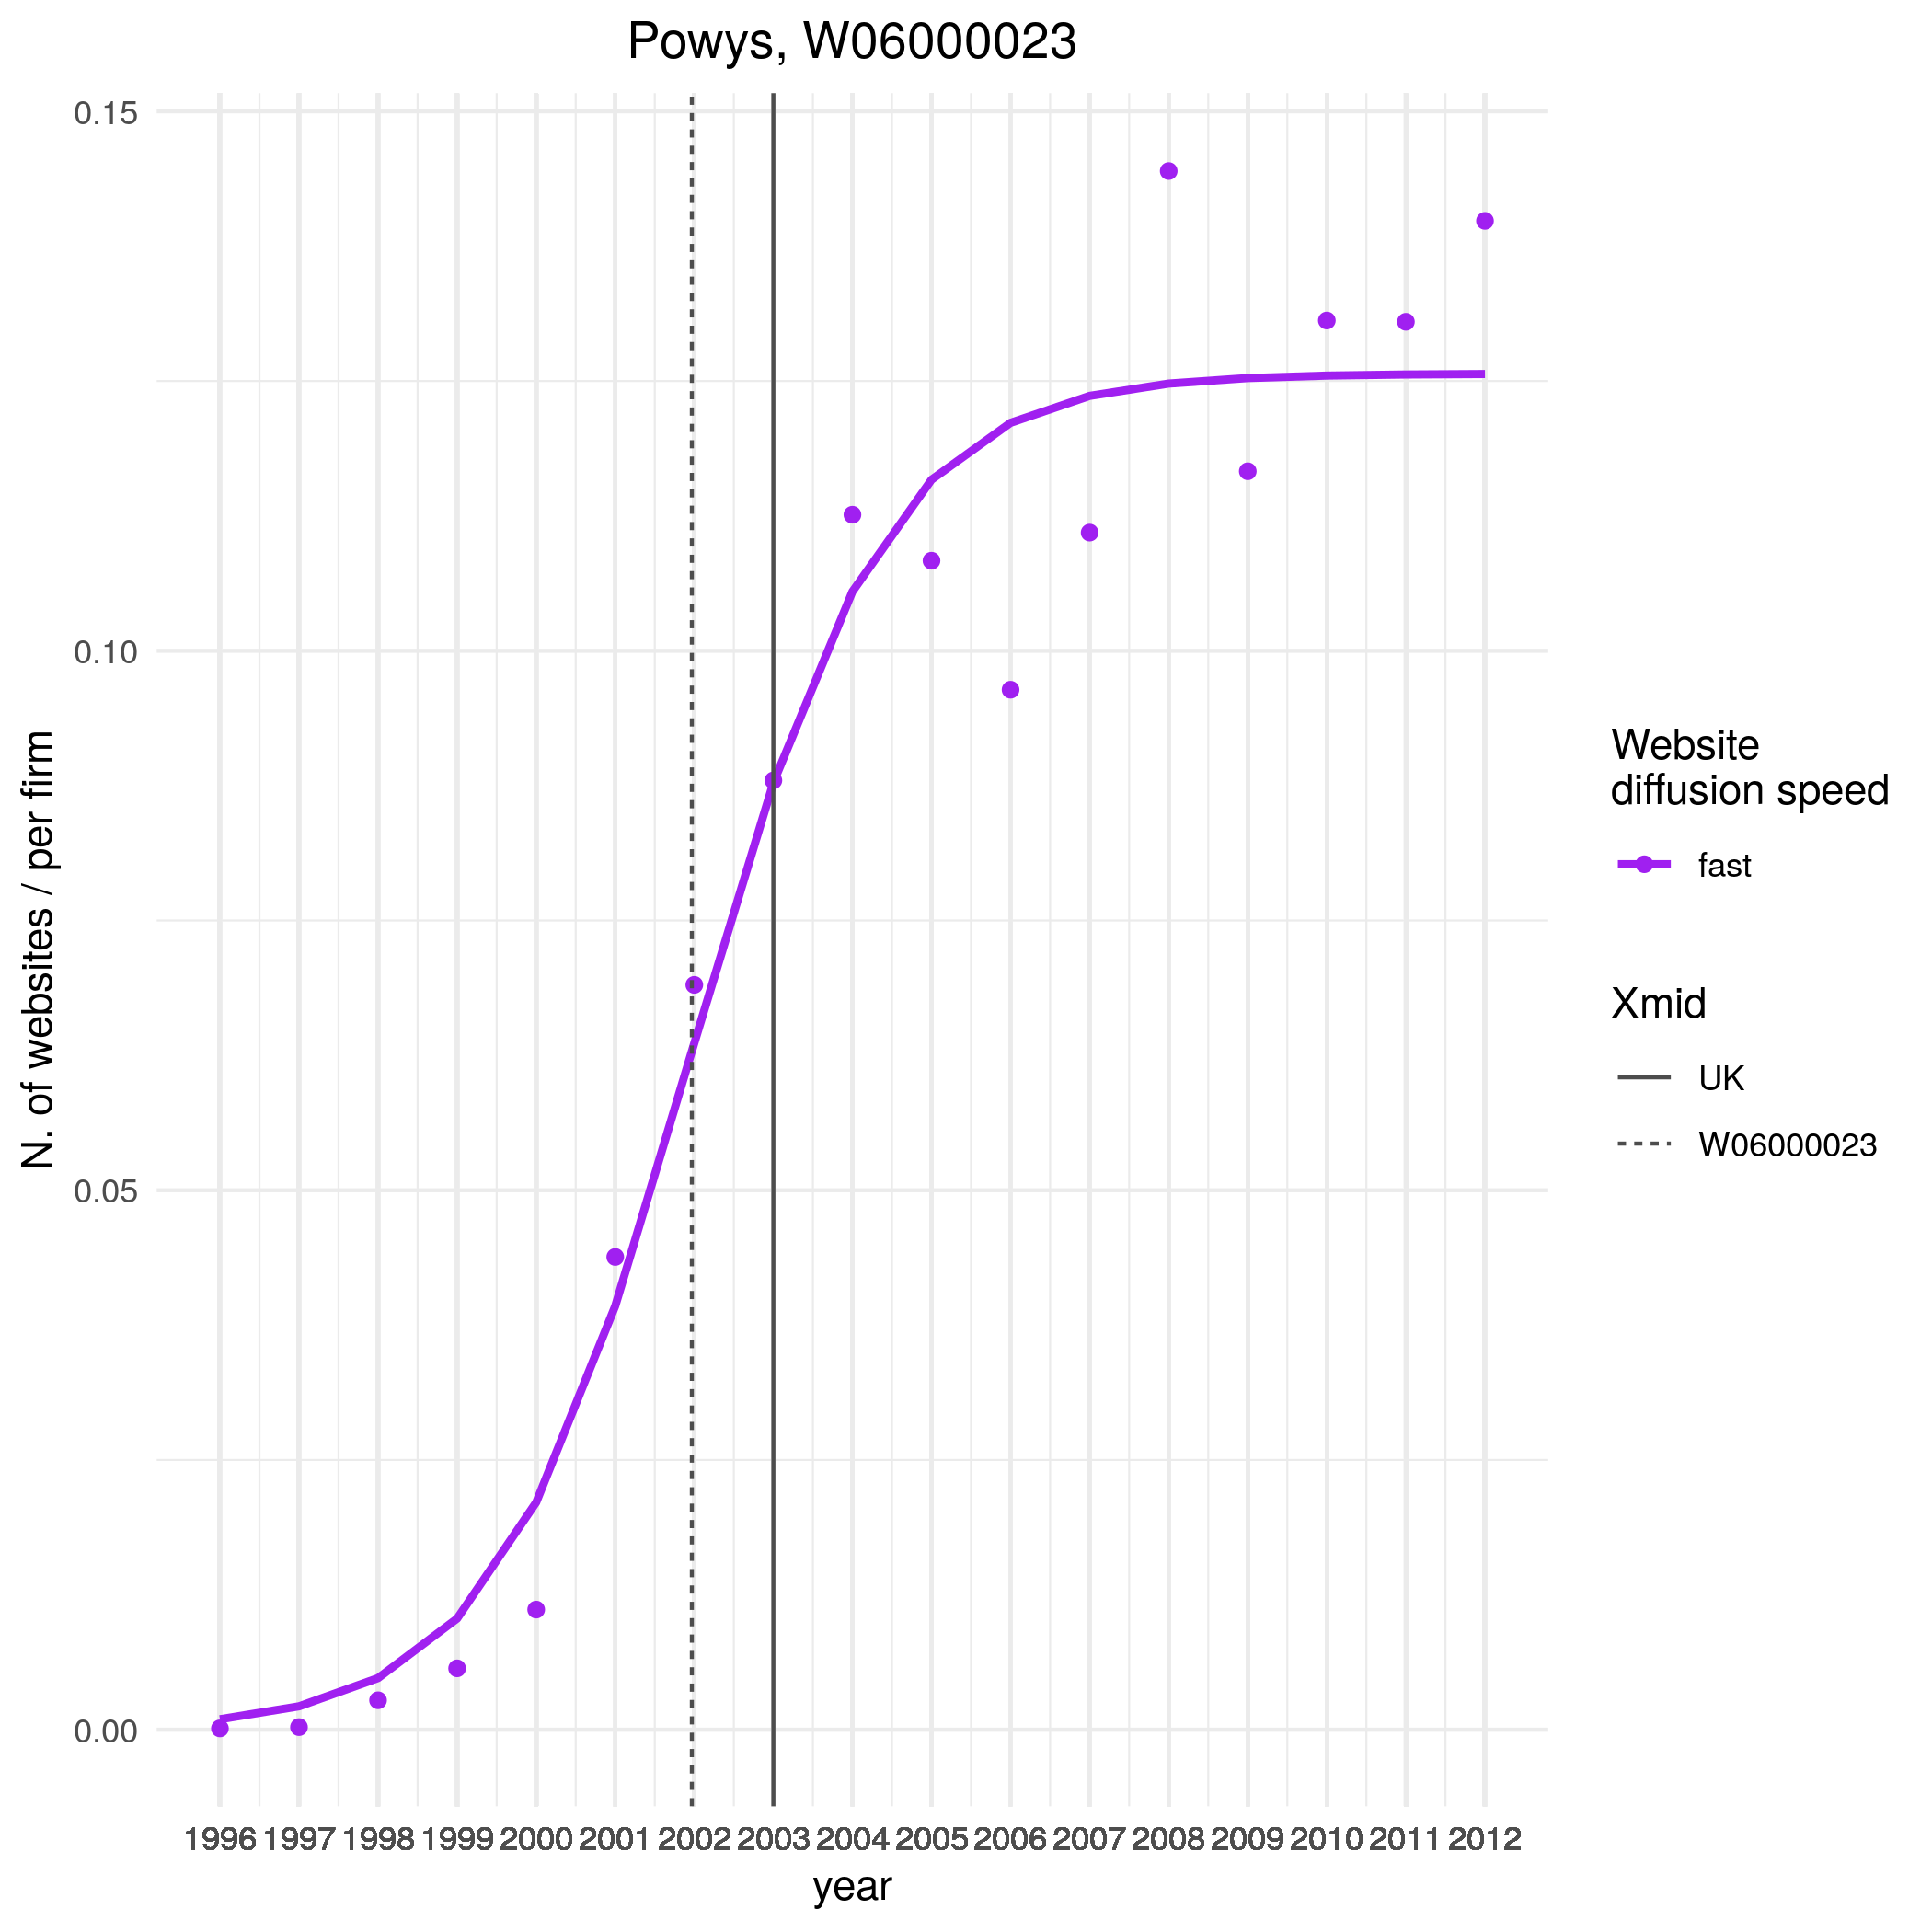 Powys, W06000023
0.15
0.10
0.05
0.00
N. of websites / per firm
1996 1997 1998 1999 2000 2001 2002 2003 2004 2005 2006 2007 2008 2009 2010 2011 2012
year
Website
diffusion speed
fast
Xmid
UK
W06000023